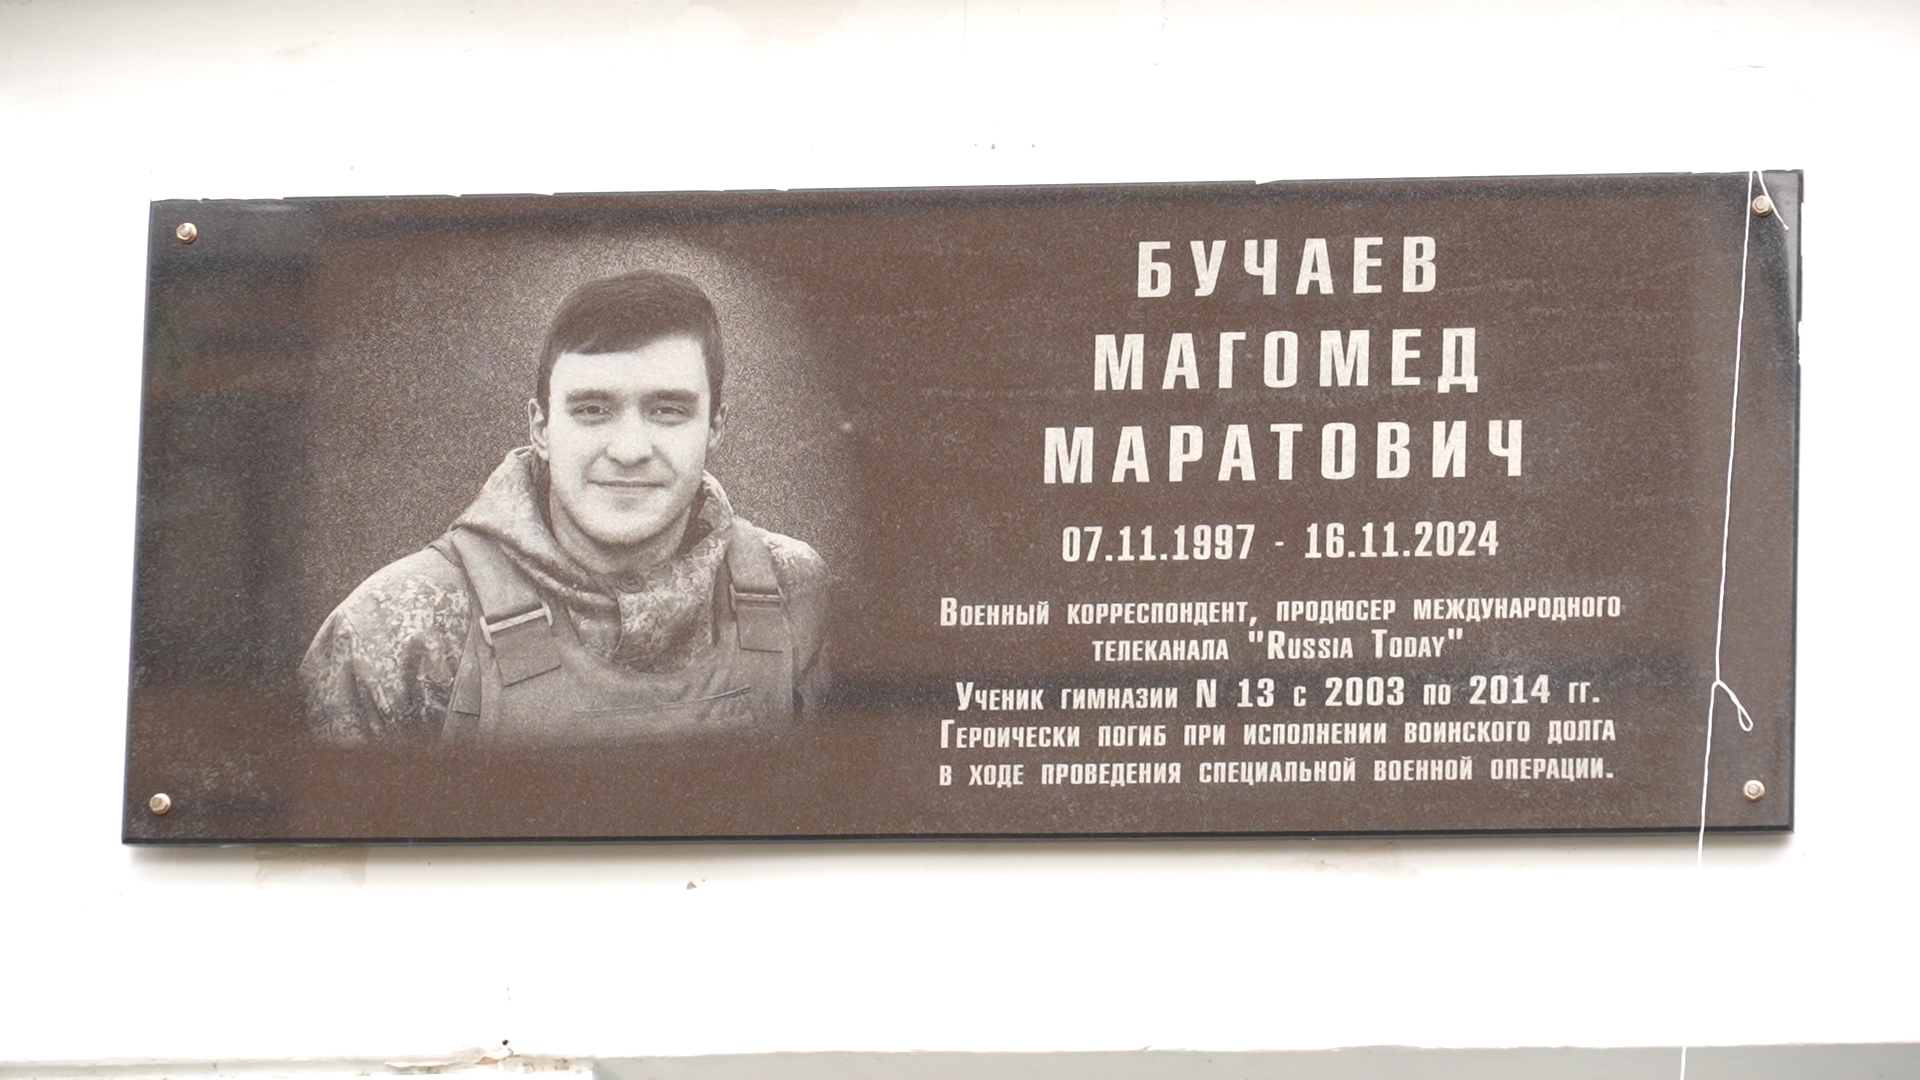 БУЧАЕВ
МАГОМЕД
МАРАТОВИЧ
07.11.1997 - 16.11.2024
Военный корреспондент, продюсер международного
телеканала "Russia Today"
Ученик гимназии N 13 с 2003 по 2014 гг.
Героически погиб при исполнении воинского долга
в ходе проведения специальной военной операции.